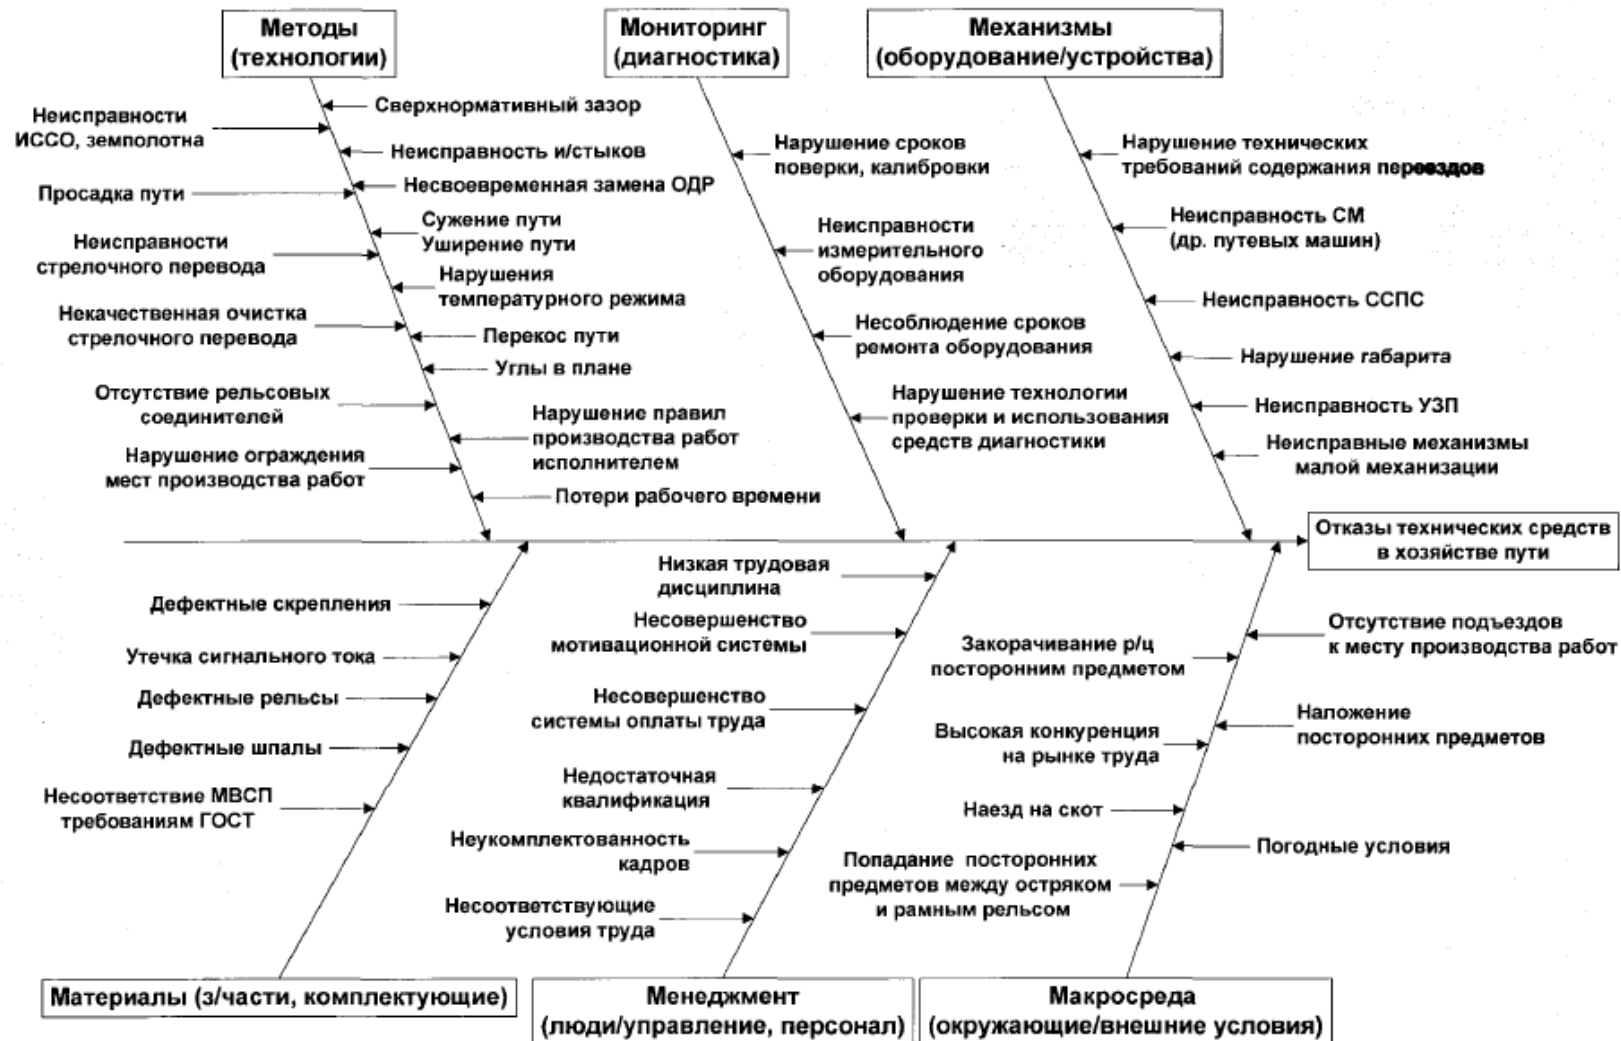 Методы
(технологии)
Мониторинг
(диагностика)
Механизмы
(оборудование/устройства)
Сверхнормативный зазор
Неисправности
ИССО, земполотна
Неисправность и/стыков
Несвоевременная замена ОДР
Просадка пути
Сужение пути
Уширение пути
Неисправности
стрелочного перевода
Нарушения
температурного режима
Некачественная очистка
стрелочного перевода
Перекос пути
Углы в плане
Отсутствие рельсовых
соединителей
Нарушение правил
производства работ
исполнителем
Нарушение ограждения
мест производства работ
Потери рабочего времени
Нарушение сроков
поверки, калибровки
Неисправности
измерительного
оборудования
Несоблюдение сроков
ремонта оборудования
Нарушение технологии
проверки и использования
средств диагностики
Нарушение технических
требований содержания переездов
Неисправность СМ
(др. путевых машин)
Неисправность ССПС
Нарушение габарита
Неисправность УЗП
Неисправные механизмы
малой механизации
Отказы технических средств
в хозяйстве пути
Дефектные скрепления
Утечка сигнального тока
Дефектные рельсы
Дефектные шпалы
Несоответствие МВСП
требованиям ГОСТ
Низкая трудовая
дисциплина
Несовершенство
мотивационной системы
Несовершенство
системы оплаты труда
Недостаточная
квалификация
Неукомплектованность
кадров
Несоответствующие
условия труда
Отсутствие подъездов
к месту производства работ
Закорачивание р/ц
посторонним предметом
Наложение
посторонних предметов
Высокая конкуренция
на рынке труда
Наезд на скот
Погодные условия
Попадание посторонних
предметов между остряком
и рамным рельсом
Материалы (з/части, комплектующие)
Менеджмент
(люди/управление, персонал)
Макросреда
(окружающие/внешние условия)